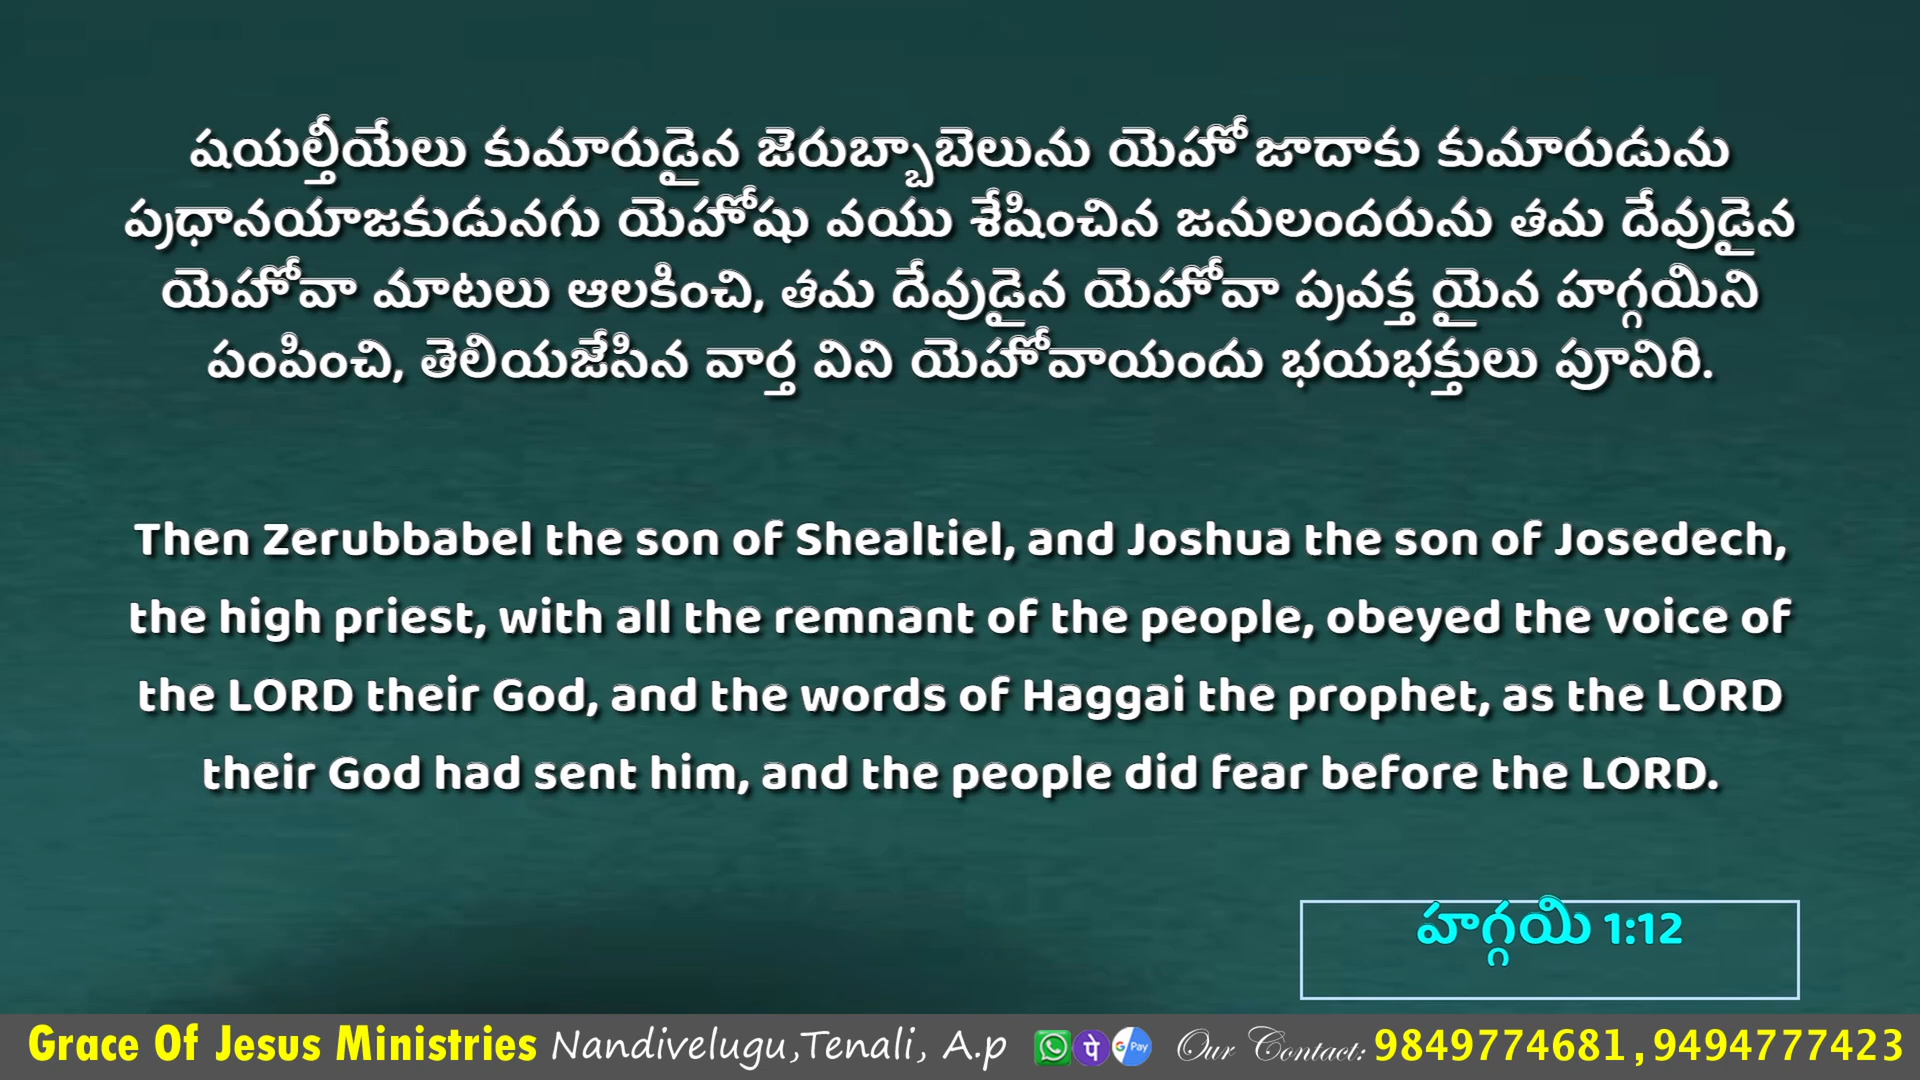 షయల్తీయేలు కుమారుడైన జెరుబ్బాబెలును యెహో జాదాకు కుమారుడును
ప్రధానయాజకుడునగు యెహోషు వయు శేషించిన జనులందరును తమ దేవుడైన
యెహోవా మాటలు ఆలకించి, తమ దేవుడైన యెహోవా ప్రవక్త యైన హగ్గయిని
పంపించి, తెలియజేసిన వార్త విని యెహోవాయందు భయభక్తులు పూనిరి.
Then Zerubbabel the son of Shealtiel, and Joshua the son of Josedech,
the high priest, with all the remnant of the people, obeyed the voice of
the LORD their God, and the words of Haggai the prophet, as the LORD
their God had sent him, and the people did fear before the LORD.
హగ్గయి 1:12
Grace Of Jesus Ministries Nandivelugu,Tenali, A.p पे G Pay Our Contact: 9849774681,9494777423